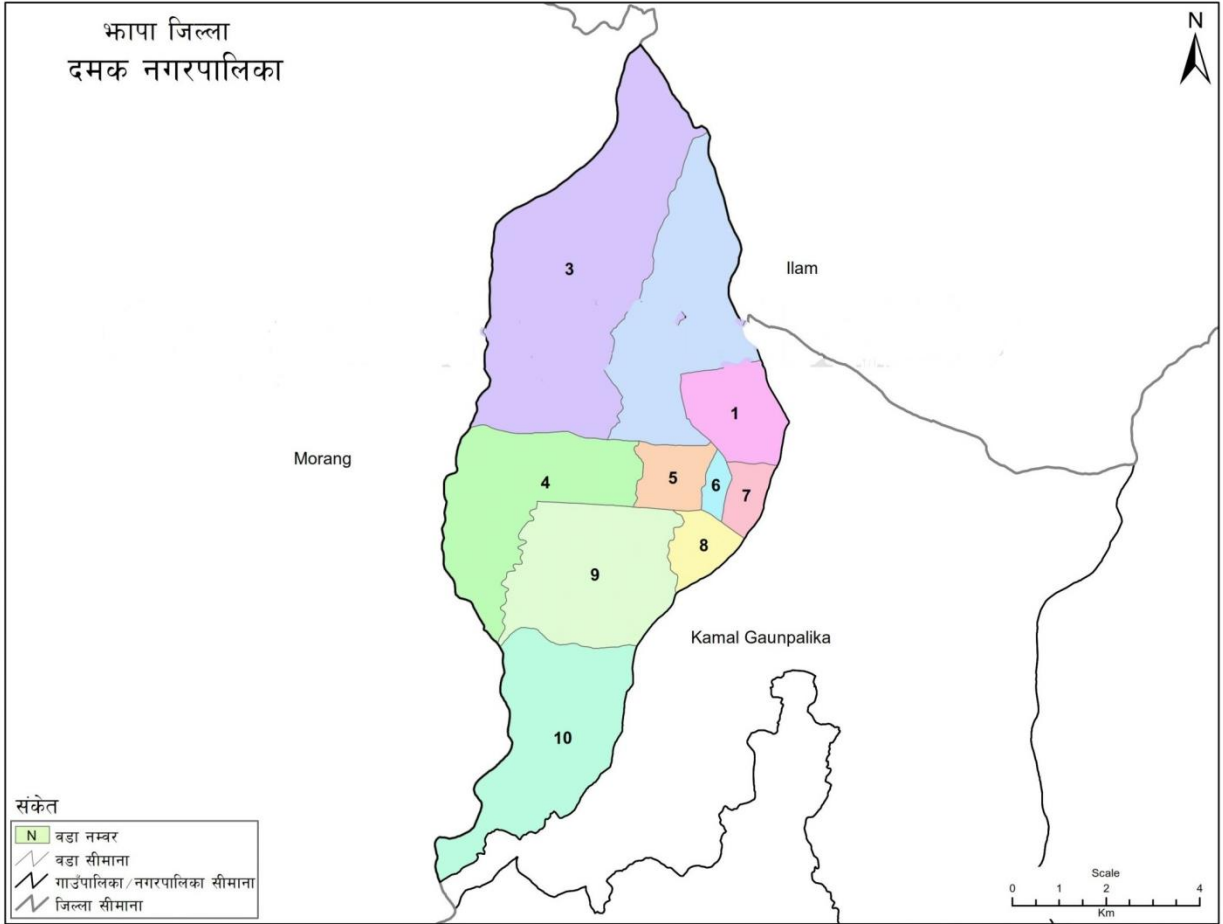 झापा जिल्ला
दमक नगरपालिका
N
3
Ilam
1
Morang
4
5
6
7
8
9
Kamal Gaunpalika
10
संकेत
N वडा नम्बर
वडा सीमाना
गाउँपालिका/नगरपालिका सीमाना
जिल्ला सीमाना
Scale
0 1 2 4
Km